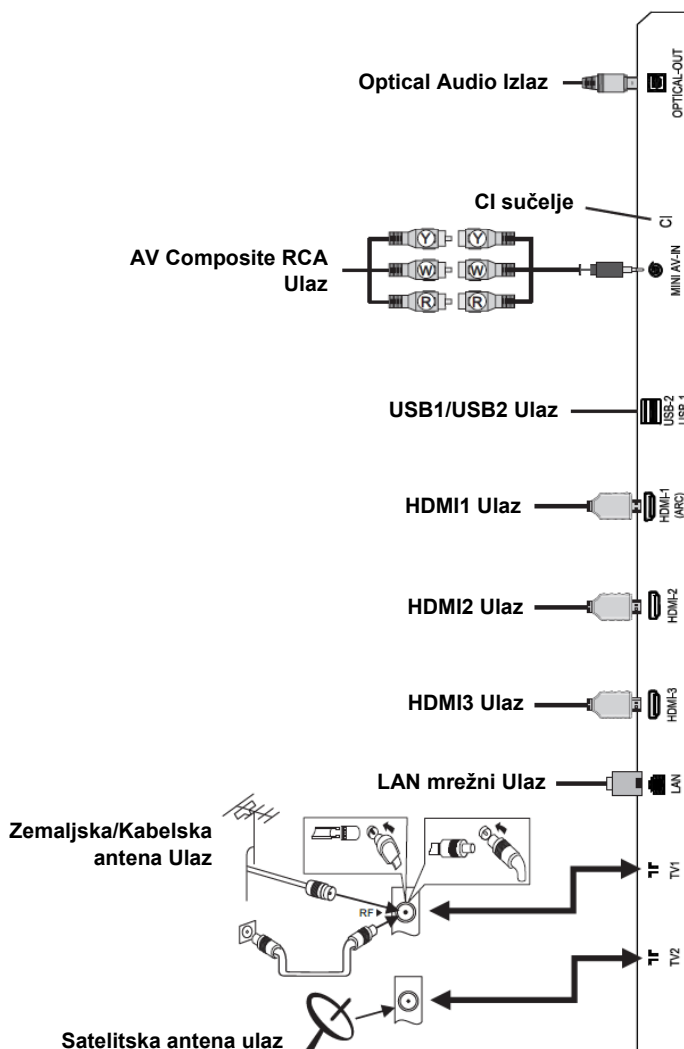 Optical Audio Izlaz
OPTICAL-OUT
CI sučelje
CI
AV Composite RCA
Ulaz
Y
Y
W
W
R
R
MINI AV-IN
USB1/USB2 Ulaz
USB-2
USB-1
HDMI1 Ulaz
HDMI-1
(ARC)
HDMI2 Ulaz
HDMI-2
HDMI3 Ulaz
HDMI-3
LAN mrežni Ulaz
LAN
Zemaljska/Kabelska
antena Ulaz
RF
TV1
TV2
Satelitska antena ulaz